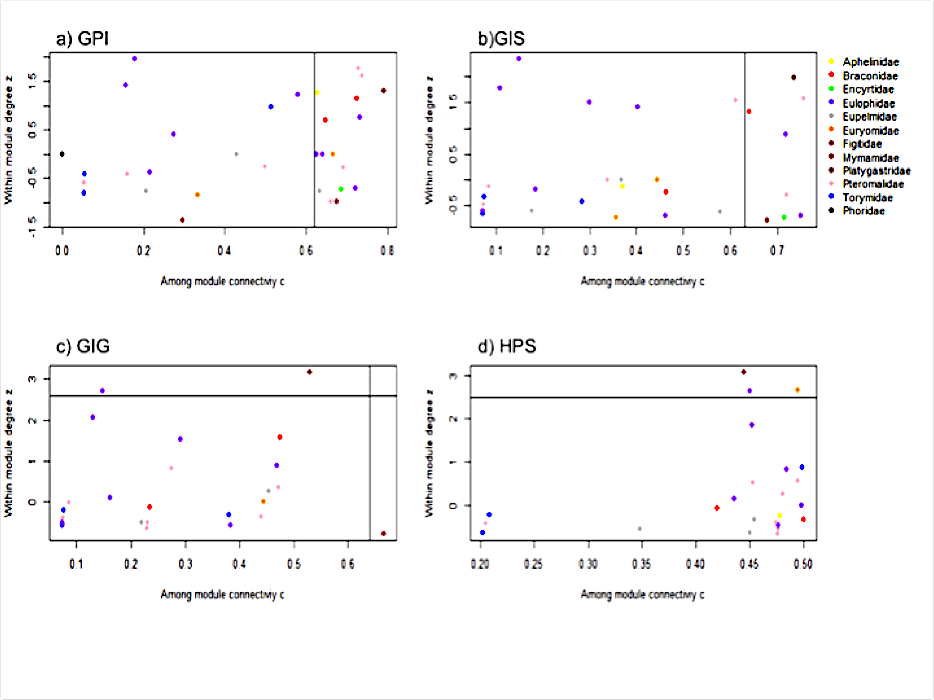 a) GPI
b)GIS
Within module degree z
1.5
0.5
-0.5
-1.5
0.0
0.2
0.4
0.6
0.8
Among module connectiviy c
Within module degree z
1.5
0.5
-0.5
0.1
0.2
0.3
0.4
0.5
0.6
0.7
Among module connectiviy c
Aphelinidae
Braconidae
Encyrtidae
Eulophidae
Eupelmidae
Euryomidae
Figitidae
Mymamidae
Platygastridae
Pteromalidae
Torymidae
Phoridae
c) GIG
d) HPS
Within module degree z
3
2
1
0
0.1
0.2
0.3
0.4
0.5
0.6
Among module connectiviy c
Within module degree z
3
2
1
0
0.20
0.25
0.30
0.35
0.40
0.45
0.50
Among module connectiviy c